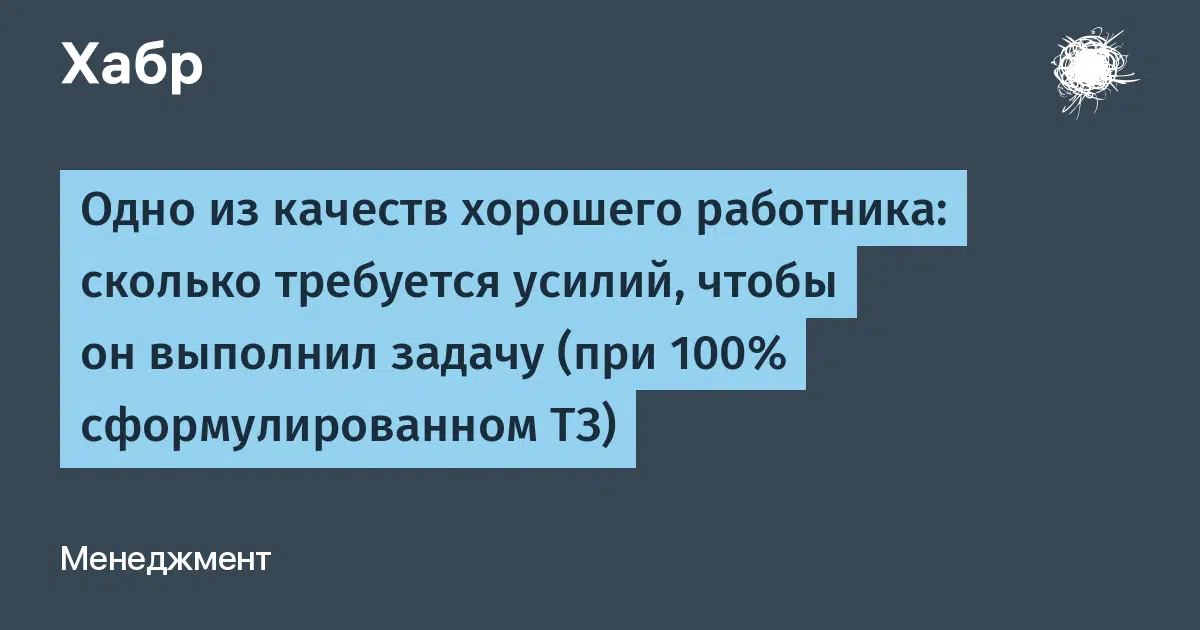 Хабр
Одно из качеств хорошего работника:
сколько требуется усилий, чтобы
он выполнил задачу (при 100%
сформулированном ТЗ)
Менеджмент